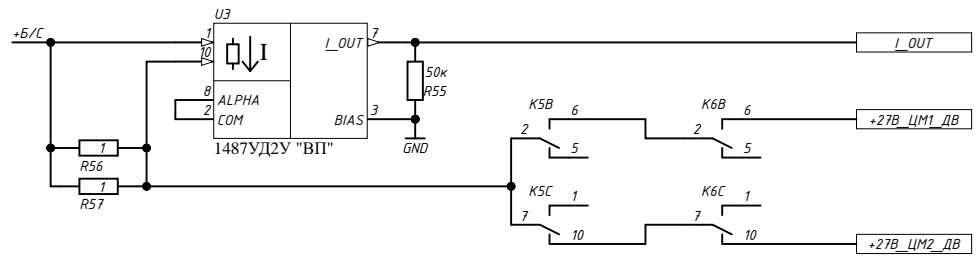 U3
+Б/С
1
10
I
I_OUT
7
I_OUT
50к
R55
8
ALPHA
2
COM
BIAS
3
1487УД2У "ВП"
GND
1
R56
1
R57
K5B
6
2
5
K6B
6
2
5
+27В_ЦМ1_ДВ
K5C
1
7
10
K6C
1
7
10
+27В_ЦМ2_ДВ